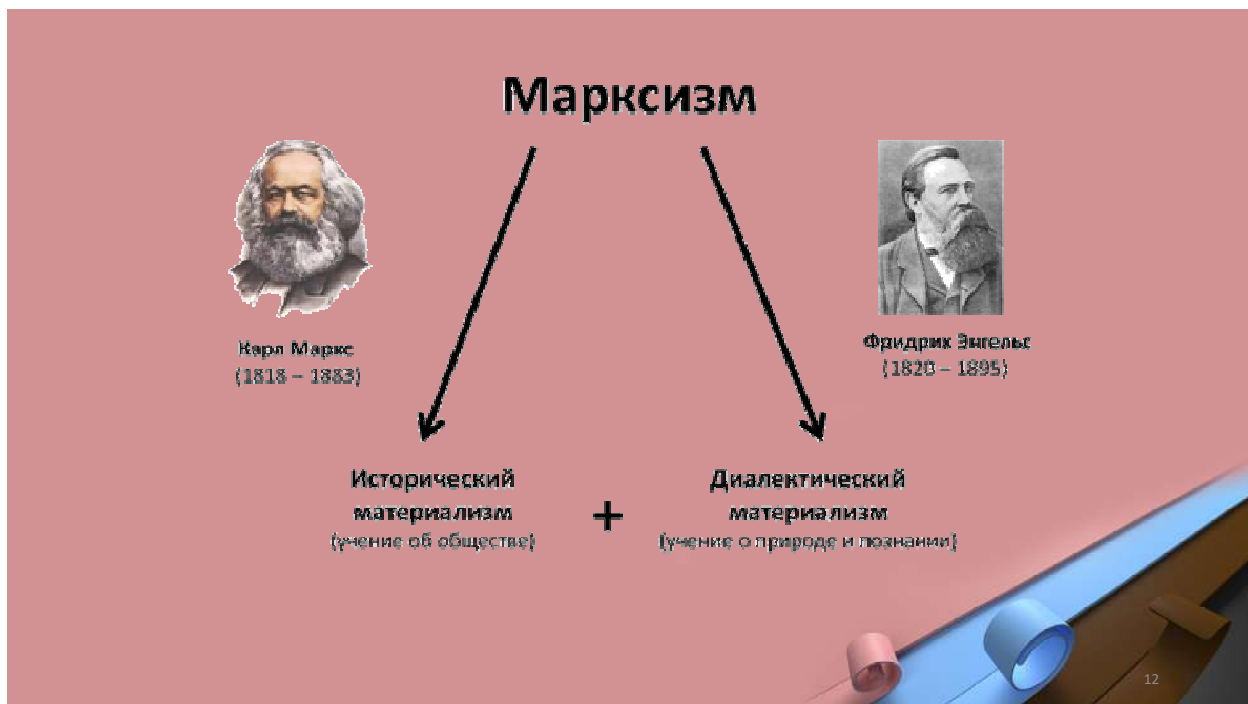 Марксизм
Карл Маркс
(1818 – 1883)
Фридрих Энгельс
(1820 – 1895)
Исторический
материализм
(учение об обществе)
+
Диалектический
материализм
(учение о природе и познании)
12